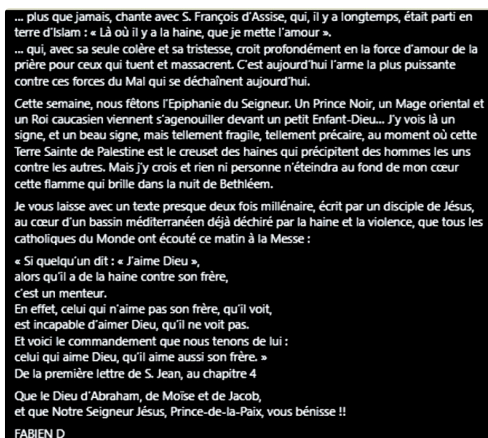 ... plus que jamais, chante avec S. François d'Assise, qui, il y a longtemps, était parti en
terre d'Islam : « Là où il y a la haine, que je mette l'amour ».
... qui, avec sa seule colère et sa tristesse, croit profondément en la force d'amour de la
prière pour ceux qui tuent et massacrent. C'est aujourd'hui l'arme la plus puissante
contre ces forces du Mal qui se déchaînent aujourd'hui.
Cette semaine, nous fêtons l'Epiphanie du Seigneur. Un Prince Noir, un Mage oriental et
un Roi caucasien viennent s'agenouiller devant un petit Enfant-Dieu... J'y vois là un
signe, et un beau signe, mais tellement fragile, tellement précaire, au moment où cette
Terre Sainte de Palestine est le creuset des haines qui précipitent des hommes les uns
contre les autres. Mais j'y crois et rien ni personne n'éteindra au fond de mon cœur
cette flamme qui brille dans la nuit de Bethléem.
Je vous laisse avec un texte presque deux fois millénaire, écrit par un disciple de Jésus,
au cœur d'un bassin méditerranéen déjà déchiré par la haine et la violence, que tous les
catholiques du Monde ont écouté ce matin à la Messe :
« Si quelqu'un dit : « J'aime Dieu »,
alors qu'il a de la haine contre son frère,
c'est un menteur.
En effet, celui qui n'aime pas son frère, qu'il voit,
est incapable d'aimer Dieu, qu'il ne voit pas.
Et voici le commandement que nous tenons de lui :
celui qui aime Dieu, qu'il aime aussi son frère. »
De la première lettre de S. Jean, au chapitre 4
Que le Dieu d'Abraham, de Moïse et de Jacob,
et que Notre Seigneur Jésus, Prince-de-la-Paix, vous bénisse !!
FABIEN D